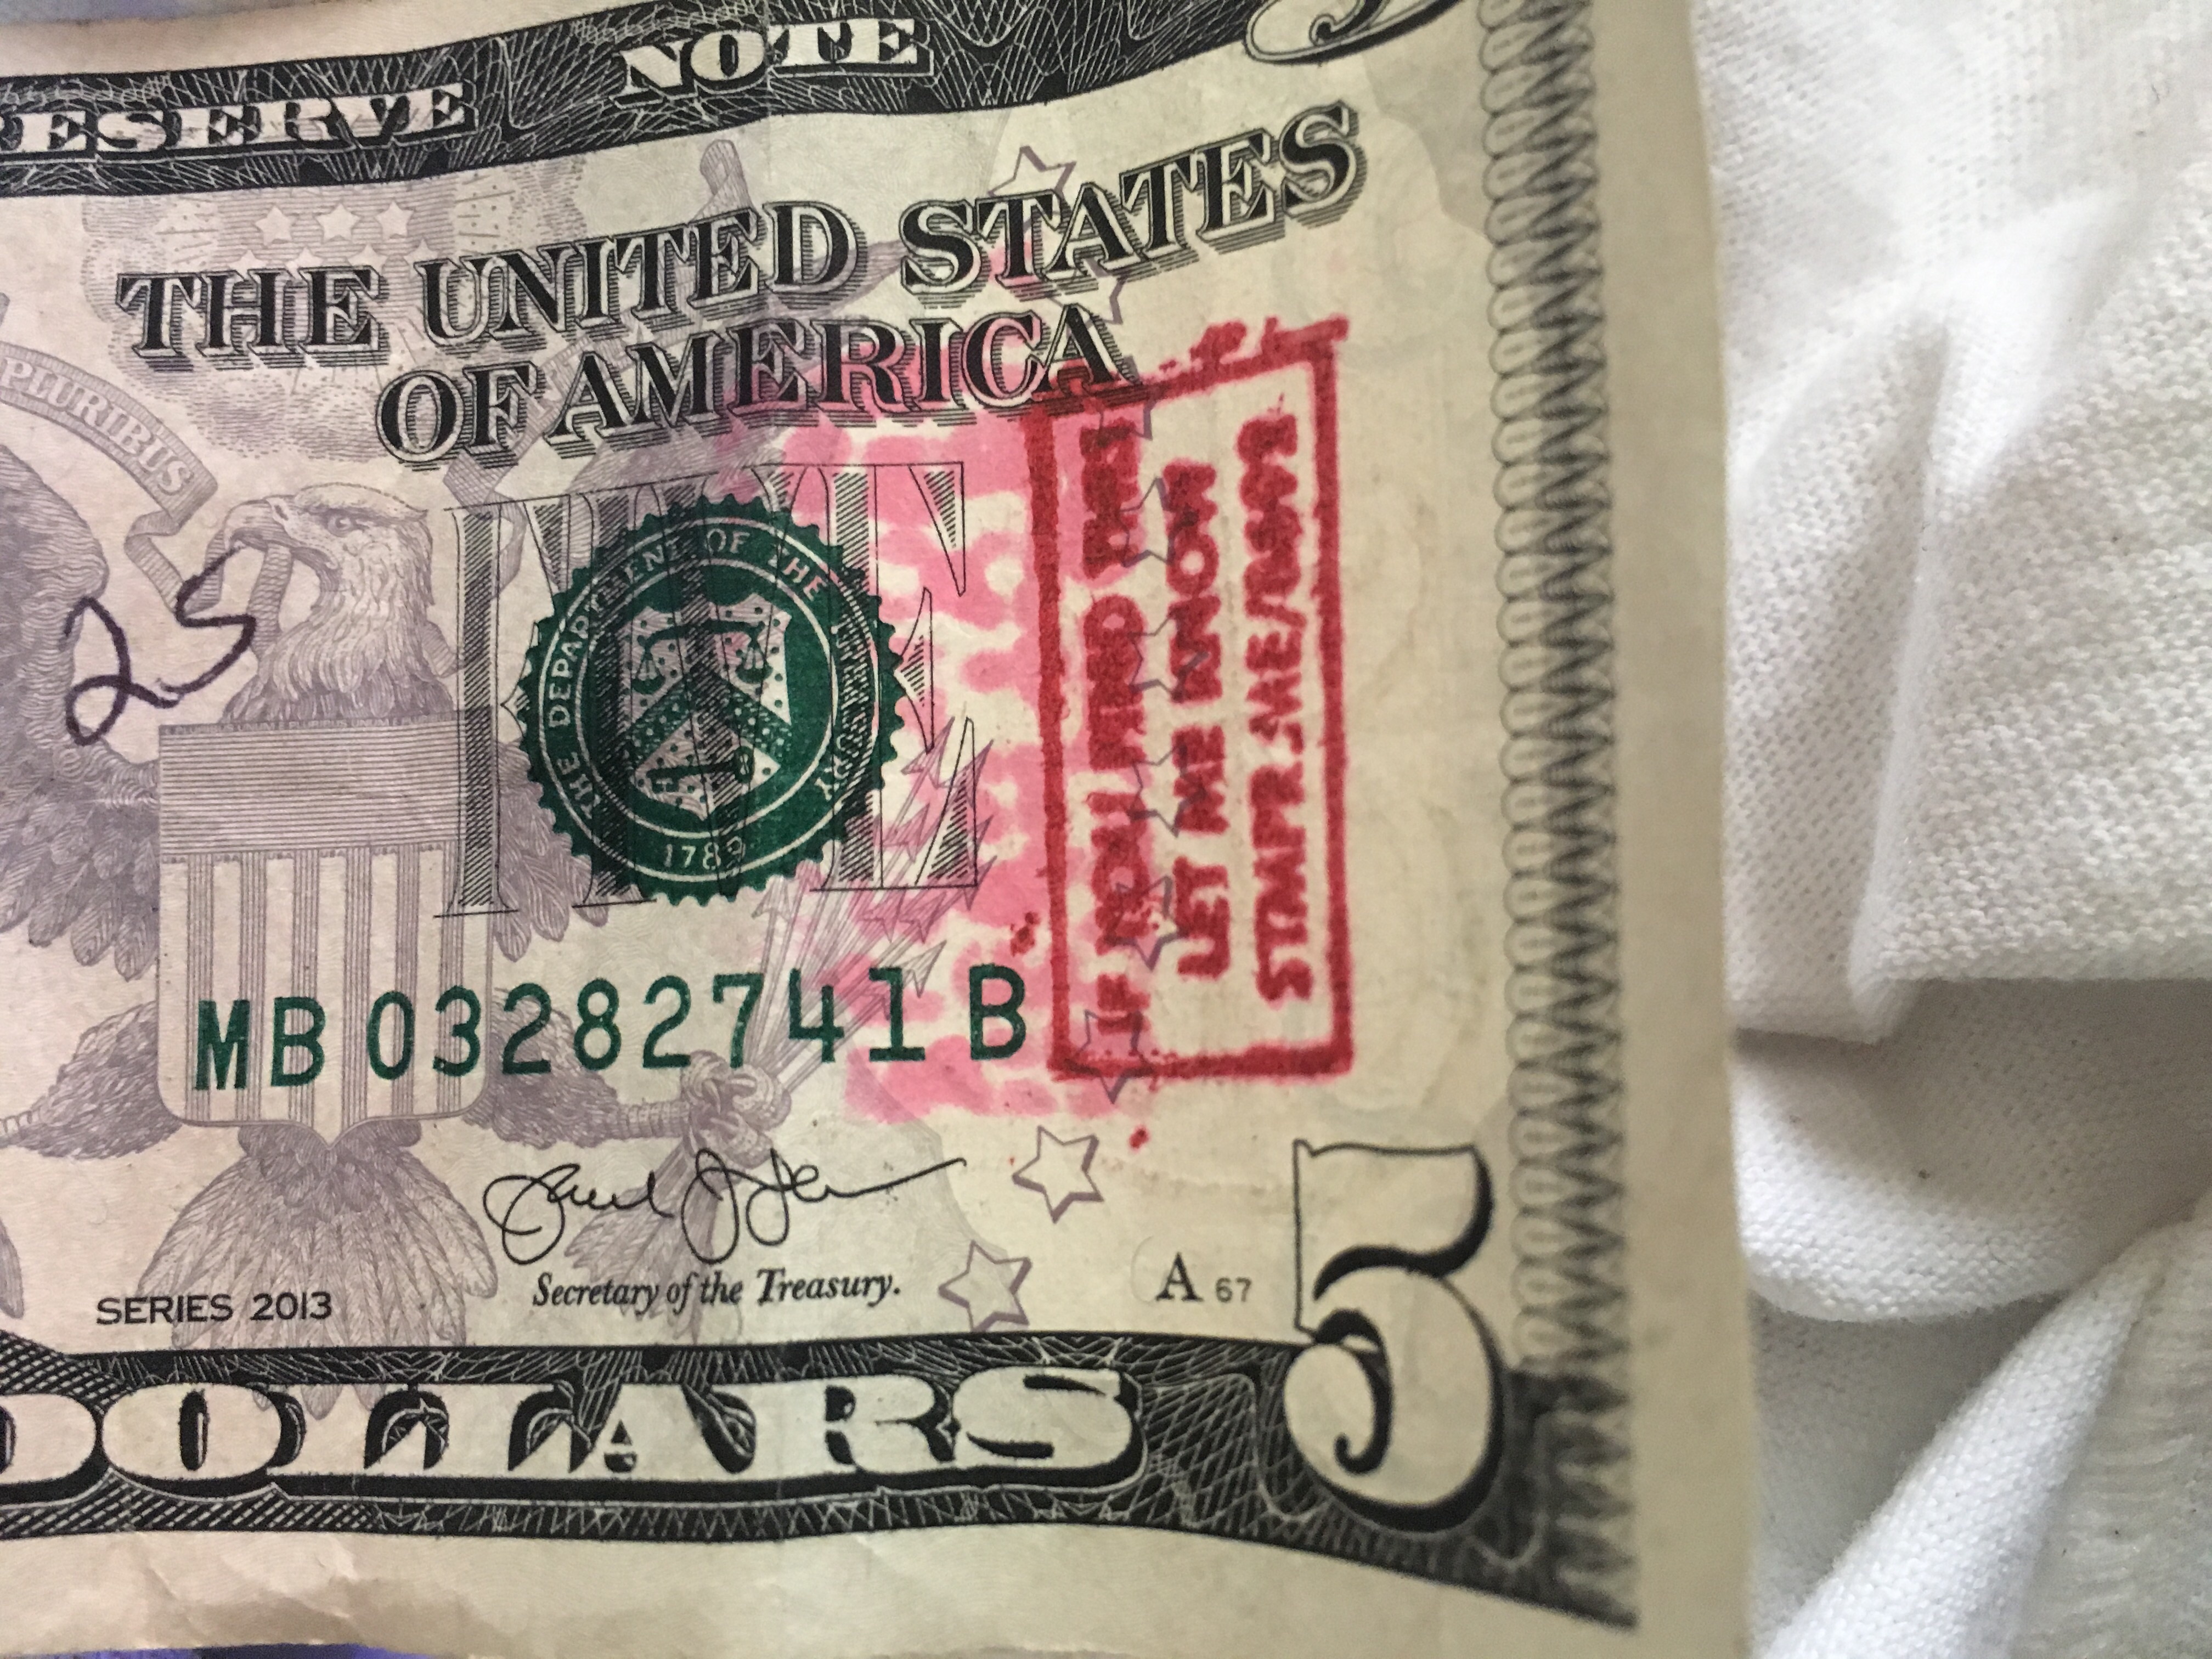 RESERVE NOTE
THE UNITED STATES
OF AMERICA
PLURIBUS
25
THE DEPARTMENT OF THE TREASURY
1789
MB 03282741 B
IF YOU FIND THIS
LET ME KNOW
Secretary of the Treasury.
SERIES 2013
A 67
5
DOLLARS